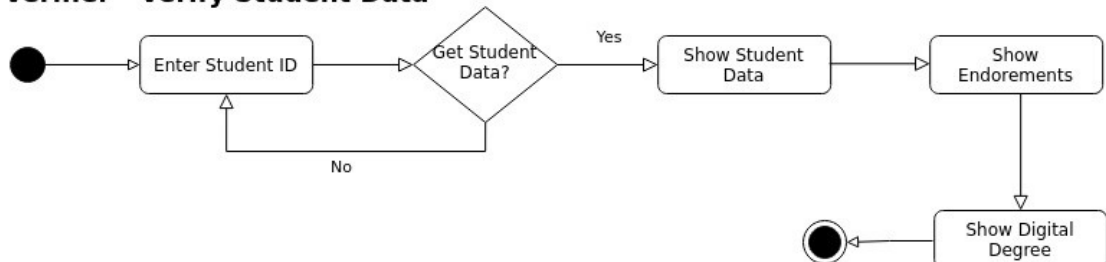 Verifier - Verify Student Data
Enter Student ID
Get Student
Data?
Yes
No
Show Student
Data
Show
Endorements
Show Digital
Degree